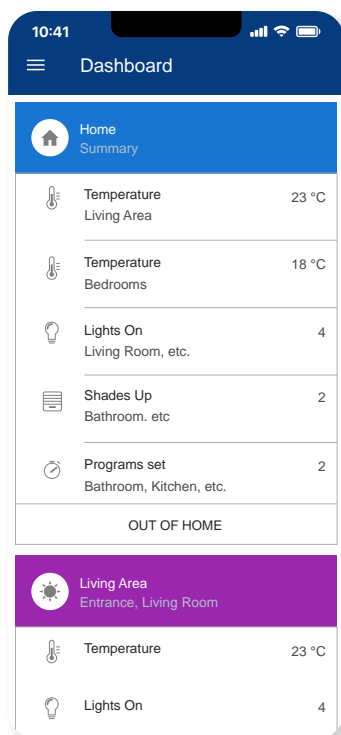 10:41
Dashboard
Home
Summary
Temperature 23 °C
Living Area
Temperature 18 °C
Bedrooms
Lights On 4
Living Room, etc.
Shades Up 2
Bathroom. etc
Programs set 2
Bathroom, Kitchen, etc.
OUT OF HOME
Living Area
Entrance, Living Room
Temperature 23 °C
Lights On 4